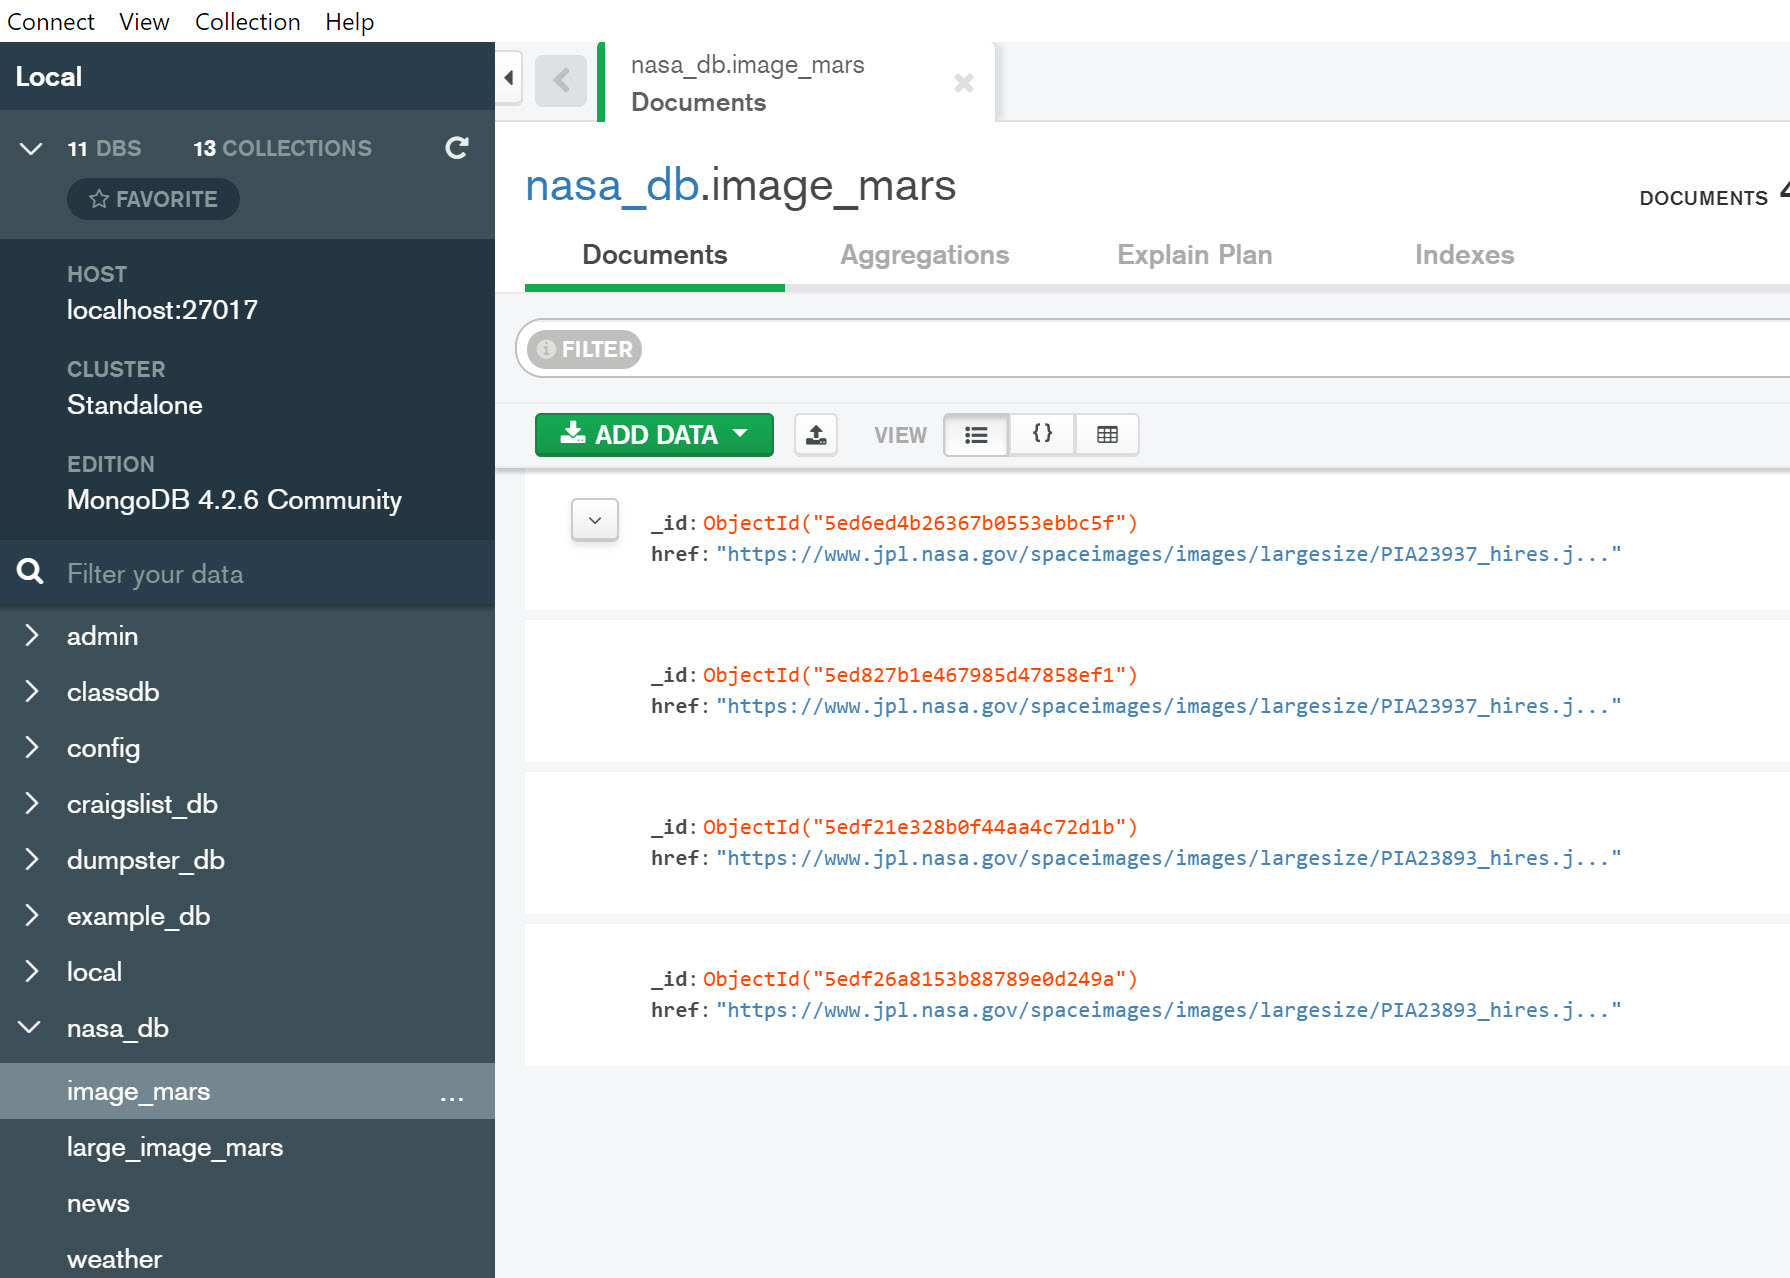 Connect View Collection Help
Local
11 DBS 13 COLLECTIONS
FAVORITE
HOST
localhost:27017
CLUSTER
Standalone
EDITION
MongoDB 4.2.6 Community
Filter your data
admin
classdb
config
craigslist_db
dumpster_db
example_db
local
nasa_db
image_mars ...
large_image_mars
news
weather
nasa_db.image_mars
Documents
nasa_db.image_mars
DOCUMENTS
Documents Aggregations Explain Plan Indexes
FILTER
ADD DATA VIEW {}
_id: ObjectId("5ed6ed4b26367b0553ebbc5f")
href: "https://www.jpl.nasa.gov/spaceimages/images/largesize/PIA23937_hires.j..."
_id: ObjectId("5ed827b1e467985d47858ef1")
href: "https://www.jpl.nasa.gov/spaceimages/images/largesize/PIA23937_hires.j..."
_id: ObjectId("5edf21e328b0f44aa4c72d1b")
href: "https://www.jpl.nasa.gov/spaceimages/images/largesize/PIA23893_hires.j..."
_id: ObjectId("5edf26a8153b88789e0d249a")
href: "https://www.jpl.nasa.gov/spaceimages/images/largesize/PIA23893_hires.j..."